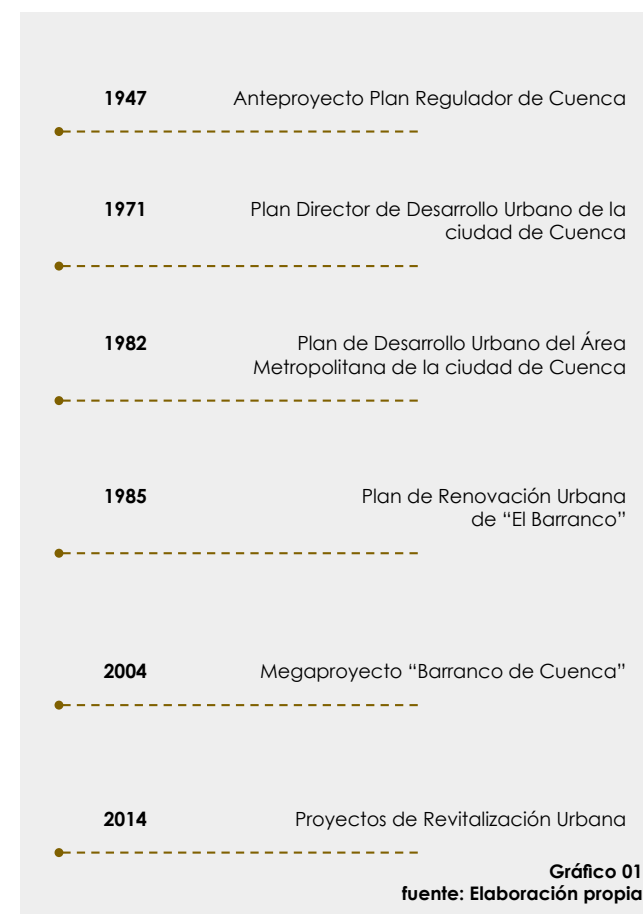 1947 Anteproyecto Plan Regulador de Cuenca
1971 Plan Director de Desarrollo Urbano de la
ciudad de Cuenca
1982 Plan de Desarrollo Urbano del Área
Metropolitana de la ciudad de Cuenca
1985 Plan de Renovación Urbana
de “El Barranco”
2004 Megaproyecto “Barranco de Cuenca”
2014 Proyectos de Revitalización Urbana
Gráfico 01
fuente: Elaboración propia